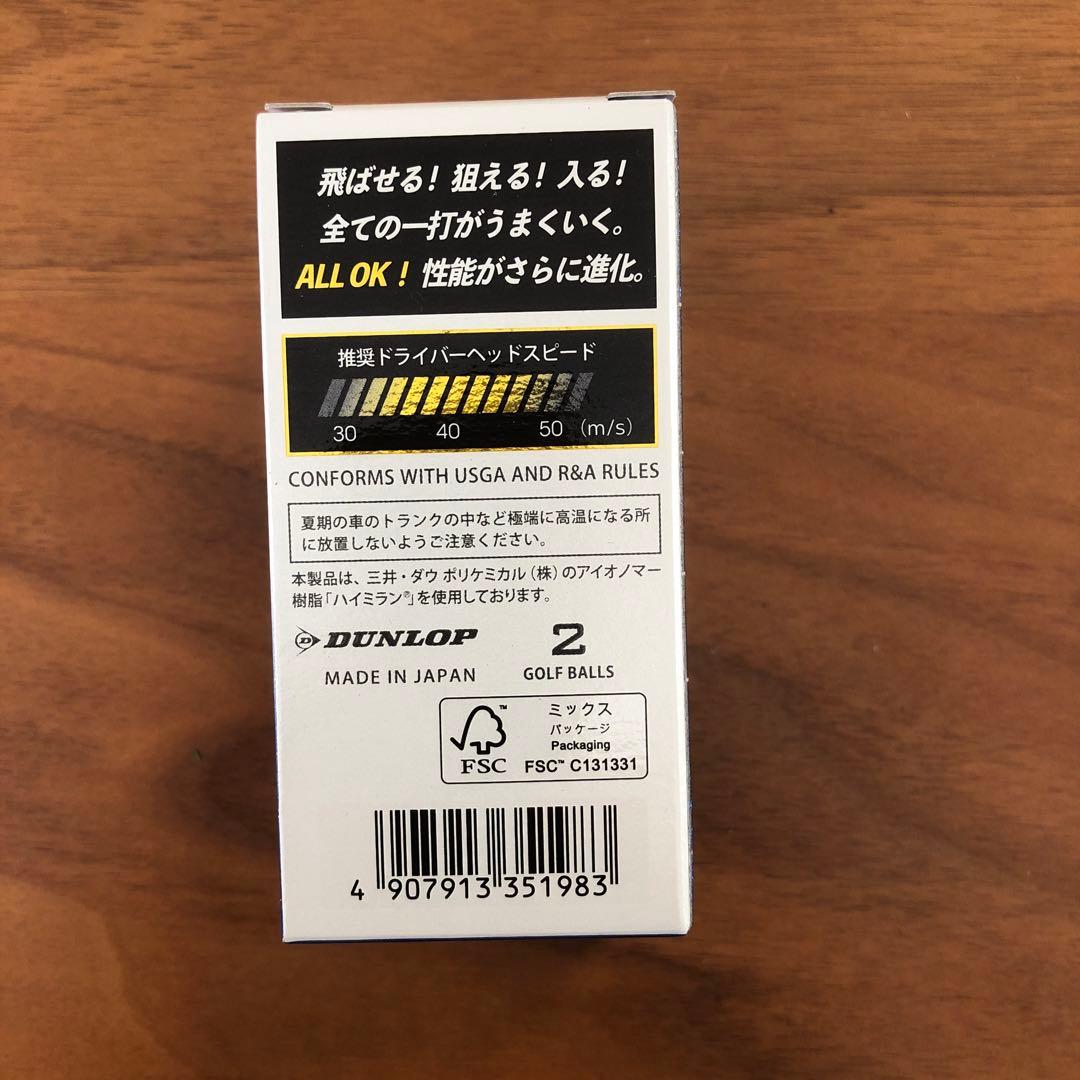 飛ばせる! 狙える! 入る!
全ての一打がうまくいく。
ALL OK! 性能がさらに進化。
推奨ドライバーヘッドスピード
30 40 50 (m/s)
CONFORMS WITH USGA AND R&A RULES
夏期の車のトランクの中など極端に高温になる所
に放置しないようご注意ください。
本製品は、三井・ダウ ポリケミカル(株)のアイオノマー
樹脂「ハイミラン®」を使用しております。
DUNLOP 2
MADE IN JAPAN GOLF BALLS
ミックス
パッケージ
Packaging
FSC FSC™ C131331
4 907913 351983